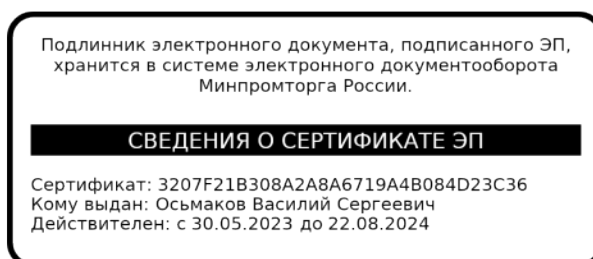 Подлинник электронного документа, подписанного ЭП,
хранится в системе электронного документооборота
Минпромторга России.
СВЕДЕНИЯ О СЕРТИФИКАТЕ ЭП
Сертификат: 3207F21B308A2A8A6719A4B084D23C36
Кому выдан: Осьмаков Василий Сергеевич
Действителен: с 30.05.2023 до 22.08.2024